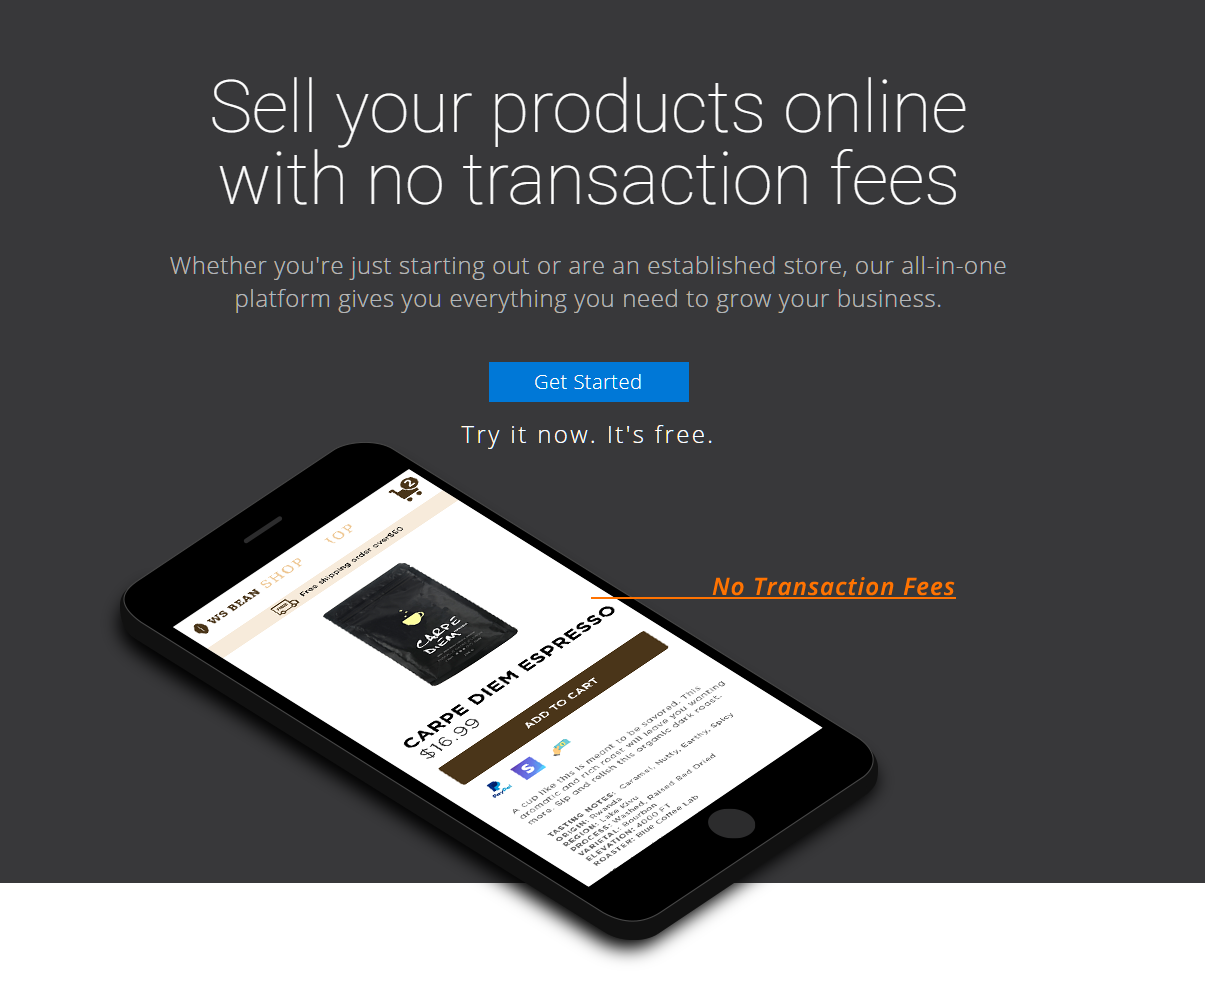 Sell your products online
with no transaction fees
Whether you're just starting out or are an established store, our all-in-one
platform gives you everything you need to grow your business.
Get Started
Try it now. It's free.
2
WS BEAN SHOP
Free shipping order over$50
CARPE
DIEM
No Transaction Fees
CARPE DIEM ESPRESSO
$16.99
ADD TO CART
PayPal
S
A cup like this is meant to be savored. This
aromatic and rich roast will leave you wanting
more. Sip and relish this organic dark roast.
TASTING NOTES: Caramel, Nutty, Earthy, Spicy
ORIGIN: Rwanda
REGION: Lake Kivu
PROCESS: Washed, Raised Bed Dried
VARIETAL: Bourbon
ELEVATION: 4000 FT
ROASTER: Blue Coffee Lab